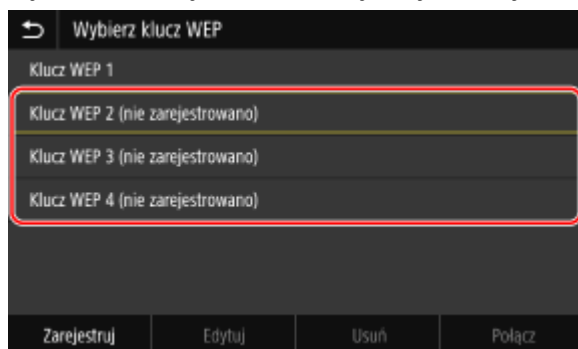 Wybierz klucz WEP
Klucz WEP 1
Klucz WEP 2 (nie zarejestrowano)
Klucz WEP 3 (nie zarejestrowano)
Klucz WEP 4 (nie zarejestrowano)
Zarejestruj Edytuj Usuń Połącz